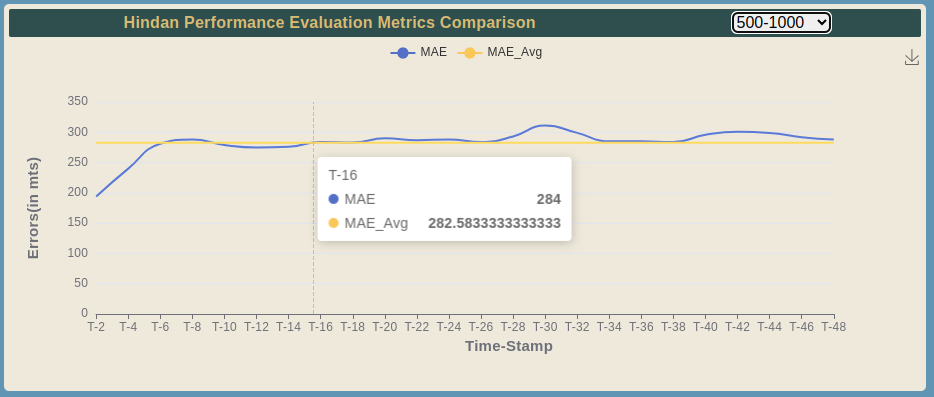 Hindan Performance Evaluation Metrics Comparison
500-1000
MAE MAE_Avg
350
300
250
200
150
100
50
0
Errors(in mts)
T-16
MAE 284
MAE_Avg 282.5833333333333
T-2 T-4 T-6 T-8 T-10 T-12 T-14 T-16 T-18 T-20 T-22 T-24 T-26 T-28 T-30 T-32 T-34 T-36 T-38 T-40 T-42 T-44 T-46 T-48
Time-Stamp